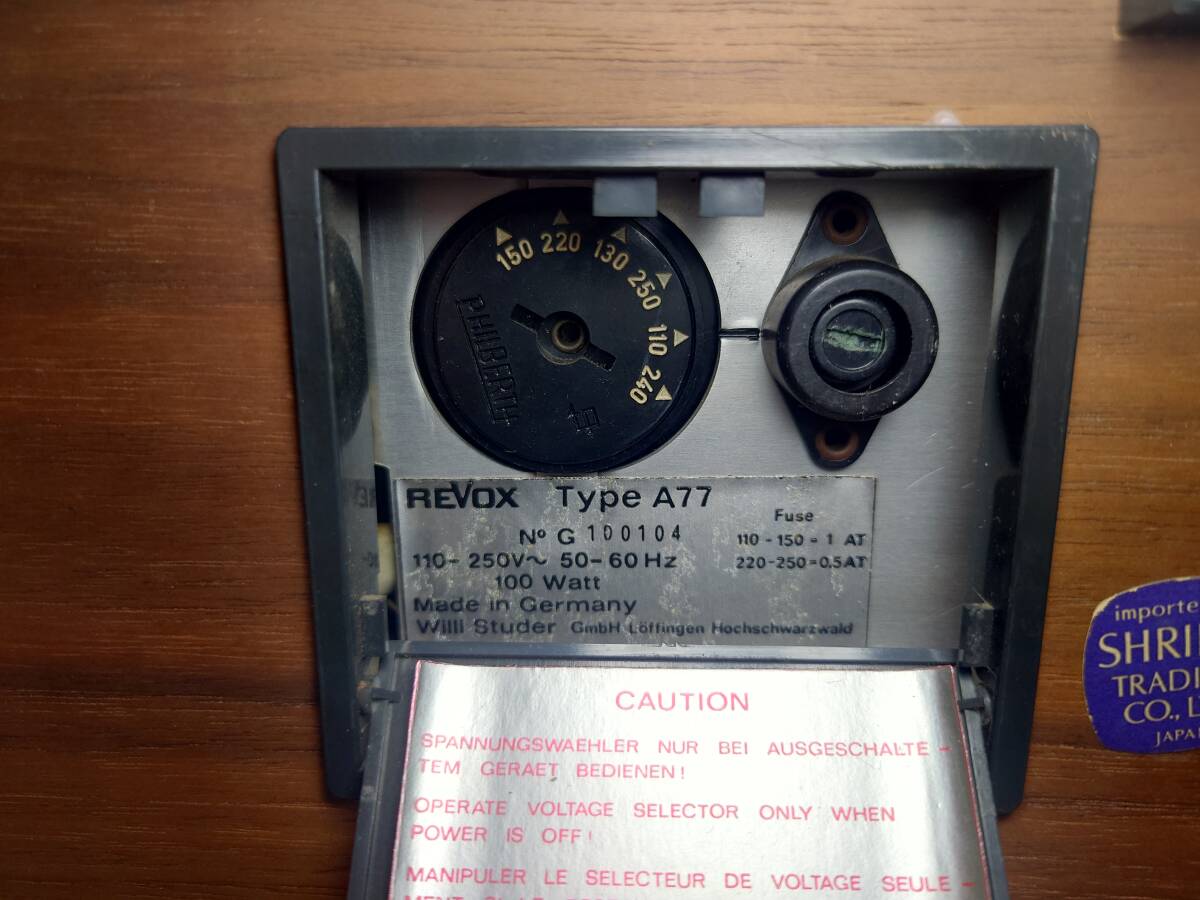 150 220 130 250 110 240
PHILBERTH
REVOX Type A77
Nº G 100104
110-250V~ 50-60Hz
100 Watt
Made in Germany
Willi Studer GmbH Löffingen Hochschwarzwald
Fuse
110-150=1 AT
220-250=0.5AT
CAUTION
SPANNUNGSWAEHLER NUR BEI AUSGESCHALTE-
TEM GERAET BEDIENEN!
OPERATE VOLTAGE SELECTOR ONLY WHEN
POWER IS OFF!
MANIPULER LE SELECTEUR DE VOLTAGE SEULE-
importe
SHRI
TRADI
CO., L
JAPAN